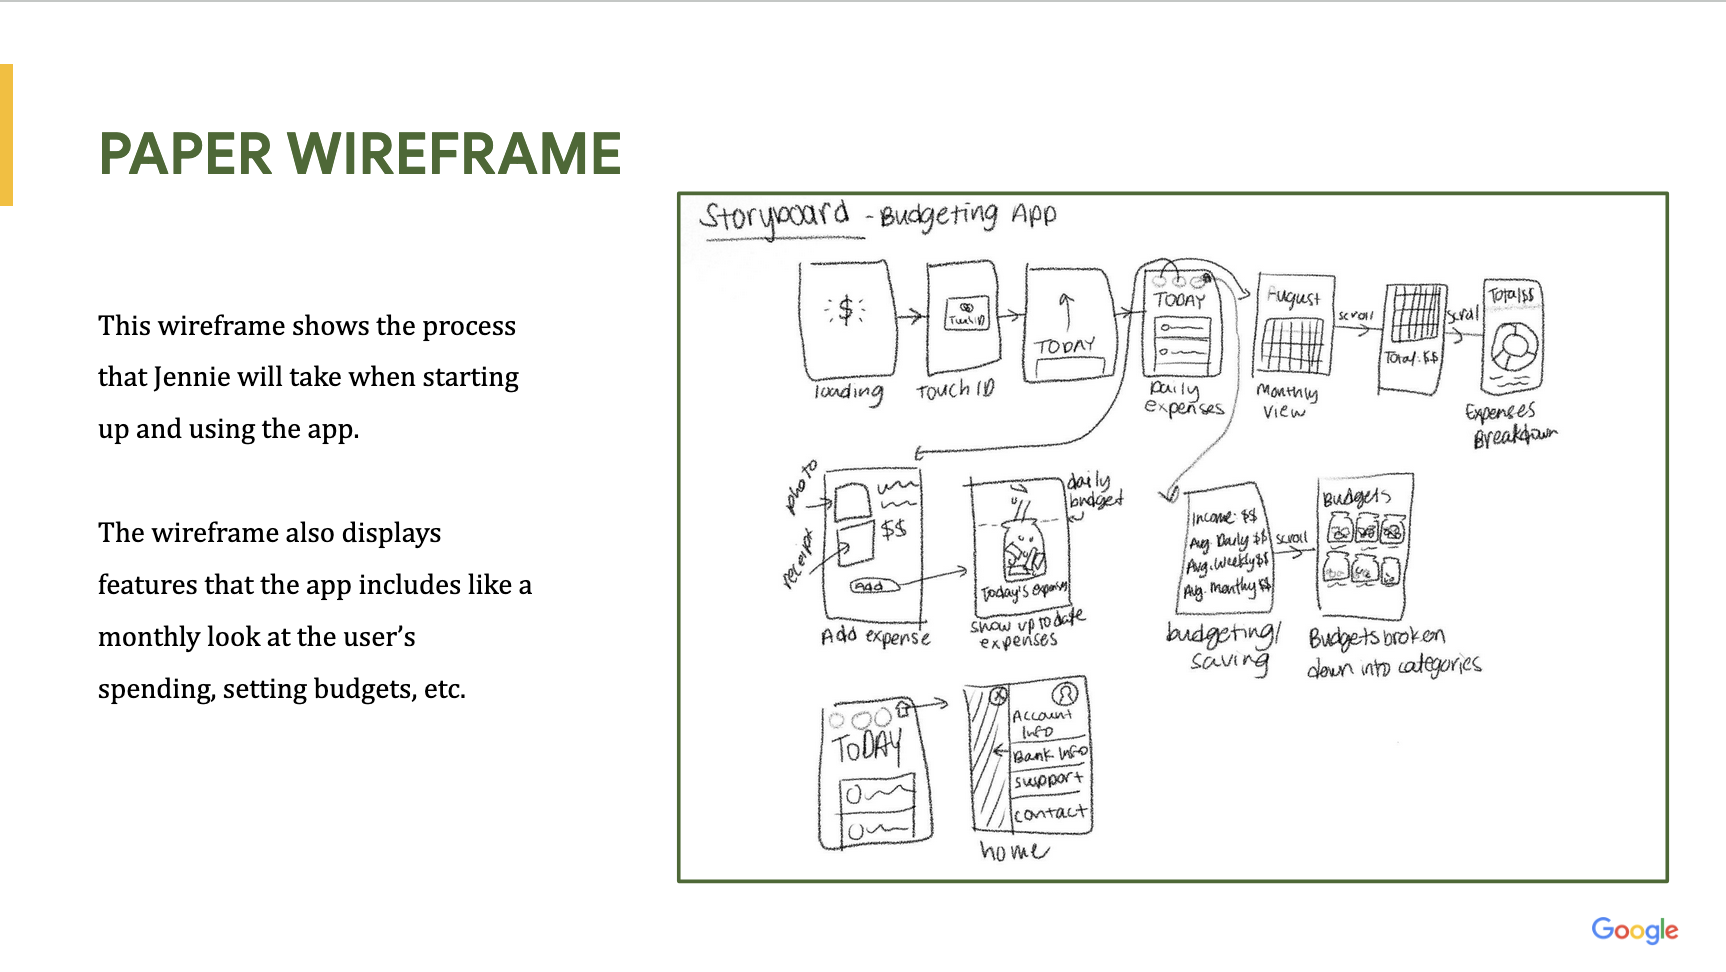 PAPER WIREFRAME
This wireframe shows the process
that Jennie will take when starting
up and using the app.
The wireframe also displays
features that the app includes like a
monthly look at the user’s
spending, setting budgets, etc.
Storyboard - Budgeting App
$
loading
Touch ID
Touch ID
TODAY
TODAY
Daily
expenses
August
Monthly
view
scroll
Total: $$
scroll
Total $$
Expenses
Breakdown
photo
receipt
$$
Add
Add expense
daily
budget
Today's expenses
show up to date
expenses
Income: $$
Avg. Daily $$
Avg. Weekly $$
Avg. monthly $$
budgeting/
saving
scroll
Budgets
Budgets broken
down into categories
TODAY
X
Account
Info
Bank Info
support
contact
home
Google